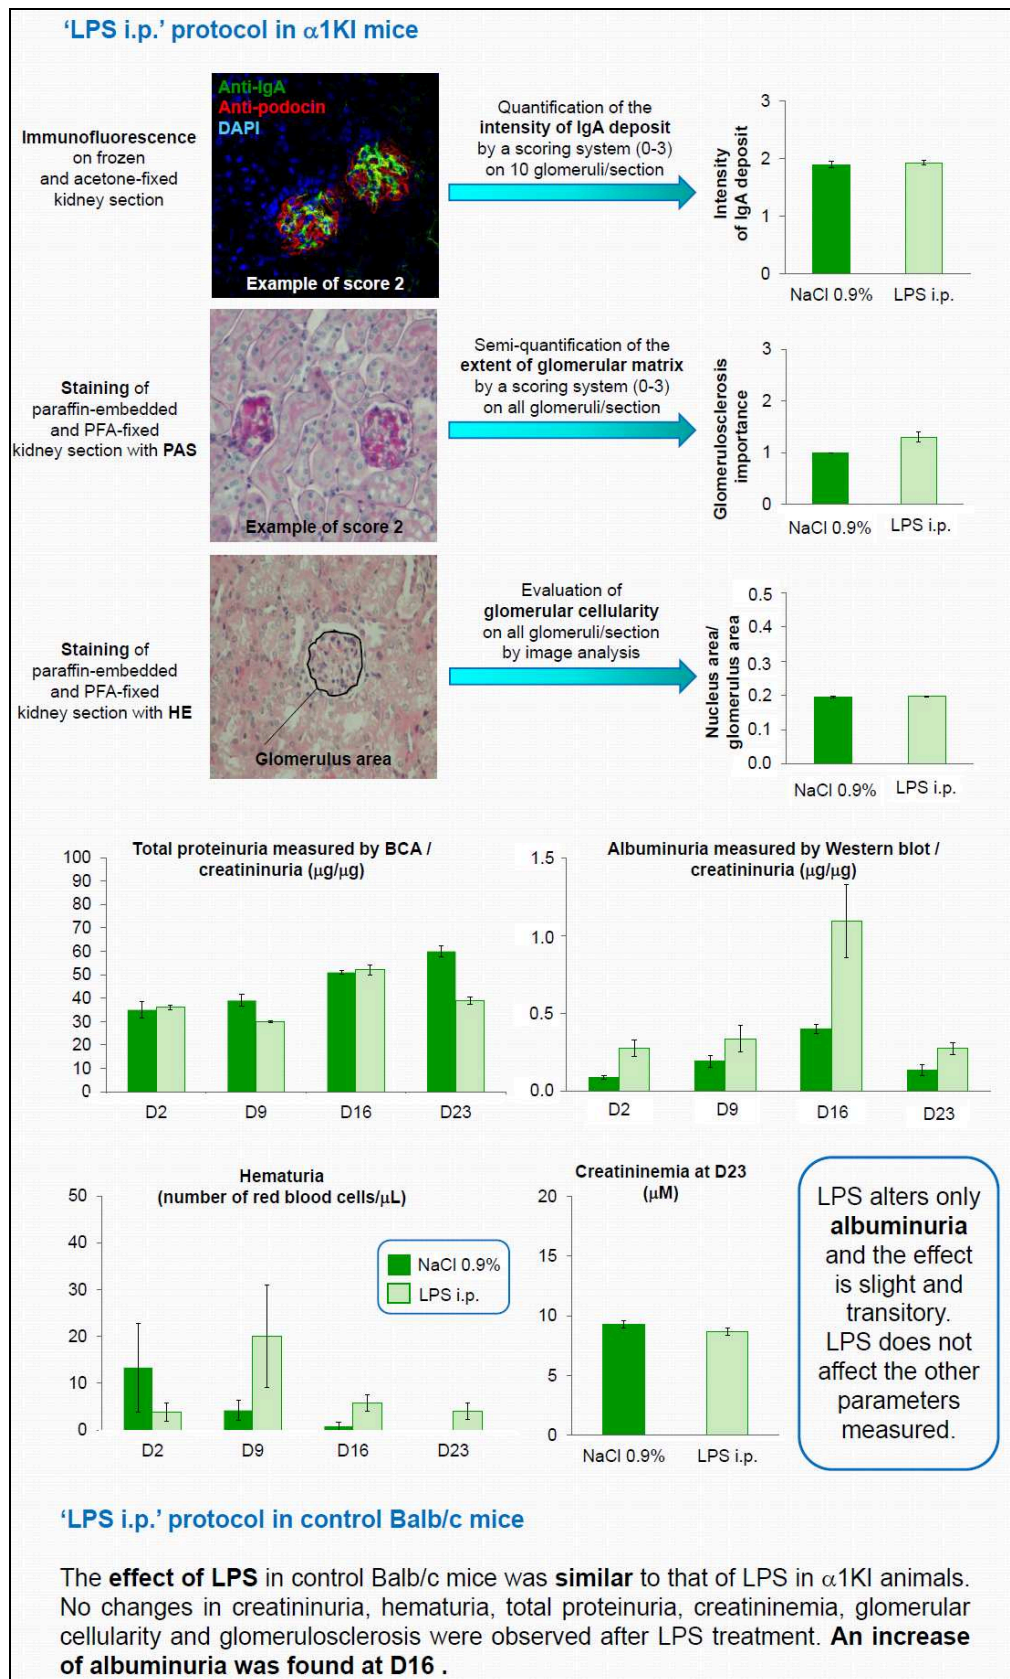 ‘LPS i.p.’ protocol in α1KI mice
Immunofluorescence
on frozen
and acetone-fixed
kidney section
Anti-IgA
Anti-podocin
DAPI
Example of score 2
Quantification of the
intensity of IgA deposit
by a scoring system (0-3)
on 10 glomeruli/section
Intensity
of IgA deposit
3
2
1
0
NaCl 0.9%
LPS i.p.
Staining of
paraffin-embedded
and PFA-fixed
kidney section with PAS
Example of score 2
Semi-quantification of the
extent of glomerular matrix
by a scoring system (0-3)
on all glomeruli/section
Glomerulosclerosis
importance
3
2
1
0
NaCl 0.9%
LPS i.p.
Staining of
paraffin-embedded
and PFA-fixed
kidney section with HE
Glomerulus area
Evaluation of
glomerular cellularity
on all glomeruli/section
by image analysis
Nucleus area/
glomerulus area
0.5
0.4
0.3
0.2
0.1
0.0
NaCl 0.9%
LPS i.p.
Total proteinuria measured by BCA /
creatininuria (µg/µg)
100
90
80
70
60
50
40
30
20
10
0
D2
D9
D16
D23
Albuminuria measured by Western blot /
creatininuria (µg/µg)
1.5
1.0
0.5
0.0
D2
D9
D16
D23
Hematuria
(number of red blood cells/µL)
50
40
30
20
10
0
D2
D9
D16
D23
NaCl 0.9%
LPS i.p.
Creatininemia at D23
(µM)
20
15
10
5
0
NaCl 0.9%
LPS i.p.
LPS alters only
albuminuria
and the effect
is slight and
transitory.
LPS does not
affect the other
parameters
measured.
‘LPS i.p.’ protocol in control Balb/c mice
The effect of LPS in control Balb/c mice was similar to that of LPS in α1KI animals.
No changes in creatininuria, hematuria, total proteinuria, creatininemia, glomerular
cellularity and glomerulosclerosis were observed after LPS treatment. An increase
of albuminuria was found at D16 .